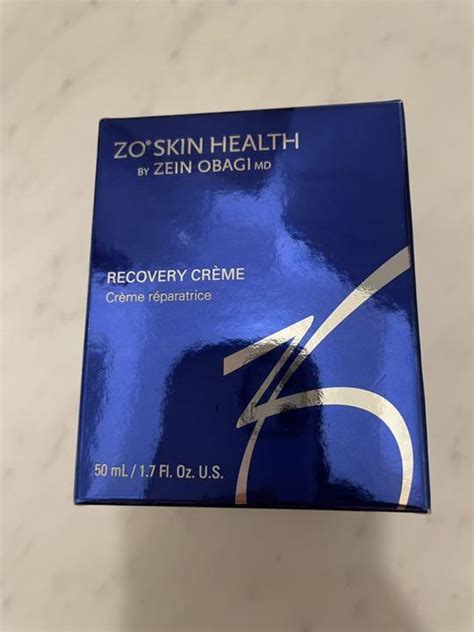 ZO® SKIN HEALTH
BY ZEIN OBAGI MD
RECOVERY CRÈME
Crème réparatrice
50 mL / 1.7 Fl. Oz. U.S.